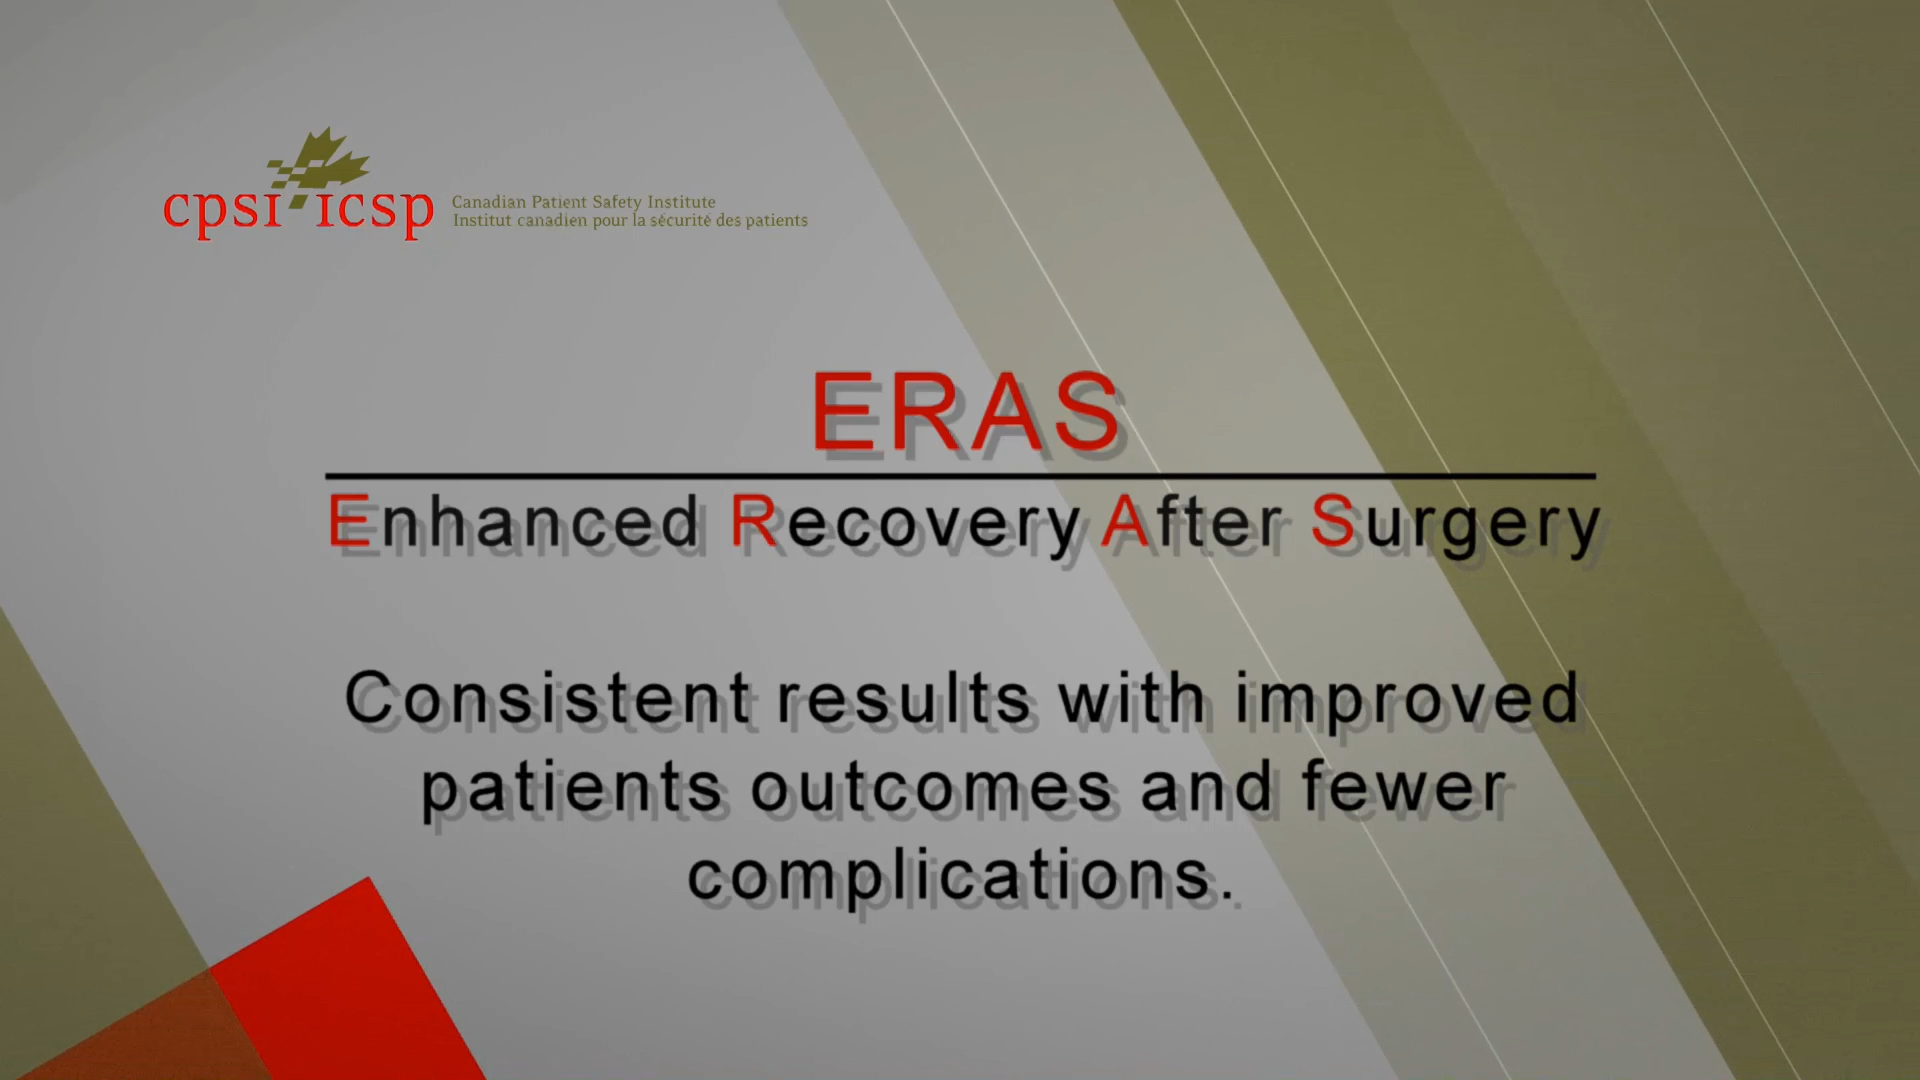 cpsi icsp
Canadian Patient Safety Institute
Institut canadien pour la sécurité des patients
ERAS
Enhanced Recovery After Surgery
Consistent results with improved
patients outcomes and fewer
complications.